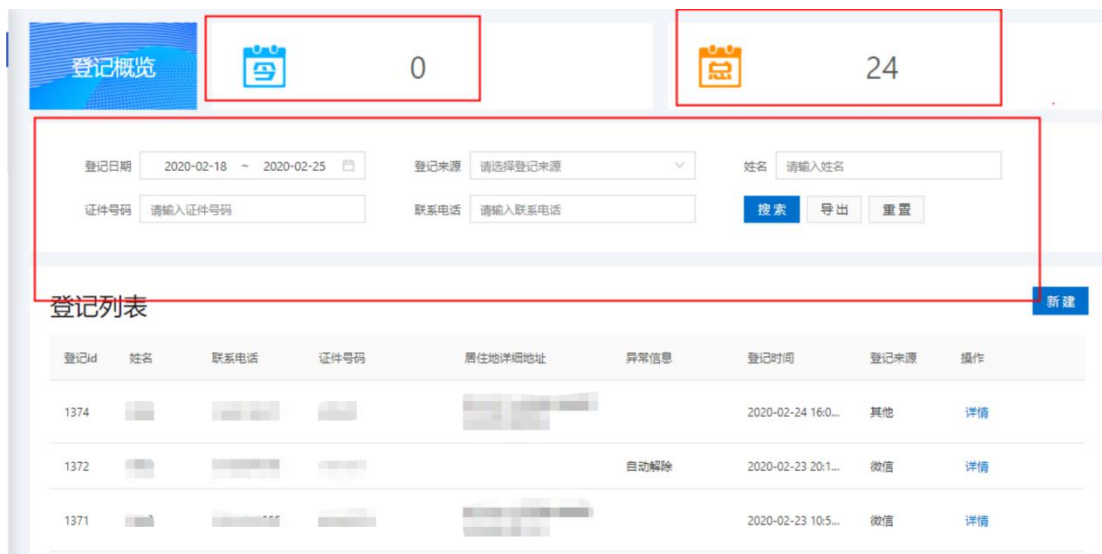 登记概览 今 0 总 24
登记日期 2020-02-18 ~ 2020-02-25 登记来源 请选择登记来源 姓名 请输入姓名
证件号码 请输入证件号码 联系电话 请输入联系电话 搜索 导出 重置
登记列表 新建
登记id 姓名 联系电话 证件号码 居住地详细地址 异常信息 登记时间 登记来源 操作
1374 2020-02-24 16:0... 其他 详情
1372 自动解除 2020-02-23 20:1... 微信 详情
1371 2020-02-23 10:5... 微信 详情